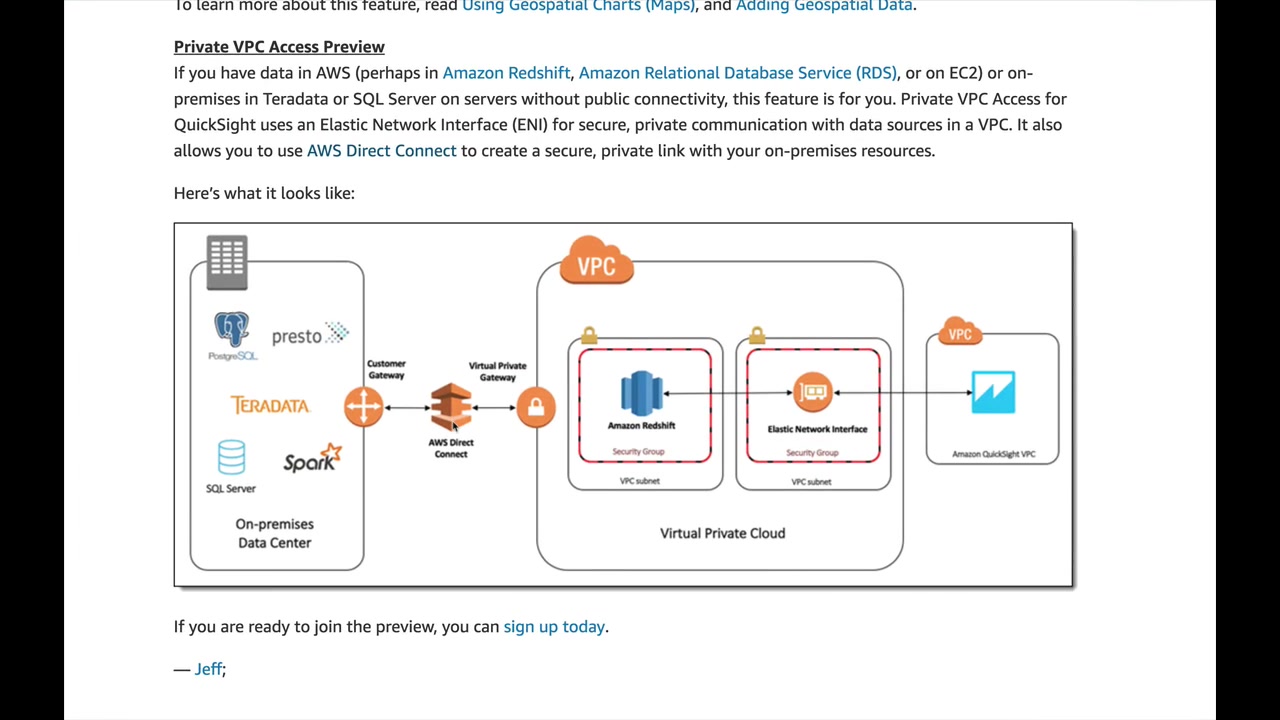 To learn more about this feature, read Using Geospatial Charts (Maps), and Adding Geospatial Data.
Private VPC Access Preview
If you have data in AWS (perhaps in Amazon Redshift, Amazon Relational Database Service (RDS), or on EC2) or on-
premises in Teradata or SQL Server on servers without public connectivity, this feature is for you. Private VPC Access for
QuickSight uses an Elastic Network Interface (ENI) for secure, private communication with data sources in a VPC. It also
allows you to use AWS Direct Connect to create a secure, private link with your on-premises resources.
Here's what it looks like:
PostgreSQL
presto
TERADATA
SQL Server
Spark
On-premises
Data Center
Customer
Gateway
AWS Direct
Connect
Virtual Private
Gateway
VPC
Amazon Redshift
Security Group
VPC subnet
Elastic Network Interface
Security Group
VPC subnet
Virtual Private Cloud
VPC
Amazon QuickSight VPC
If you are ready to join the preview, you can sign up today.
— Jeff;